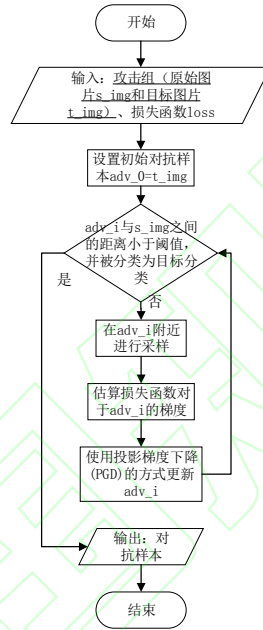 开始
输入：攻击组（原始图
片s_img和目标图片
t_img）、损失函数loss
设置初始对抗样
本adv_0=t_img
adv_i与s_img之间
的距离小于阈值，
并被分类为目标分
类
是
否
在adv_i附近
进行采样
估算损失函数对
于adv_i的梯度
使用投影梯度下降
(PGD)的方式更新
adv_i
输出：对
抗样本
结束